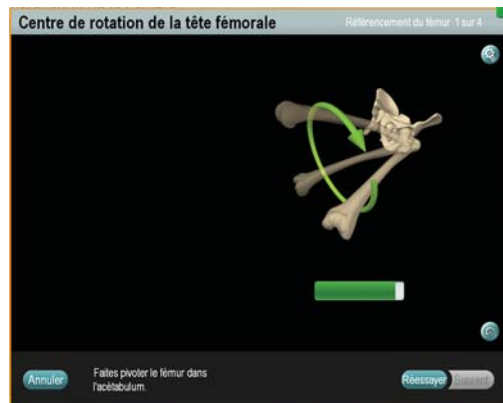 Centre de rotation de la tête fémorale
Référencement du fémur 1 sur 4
Annuler
Faites pivoter le fémur dans
l'acétabulum.
Réessayer
Suivant